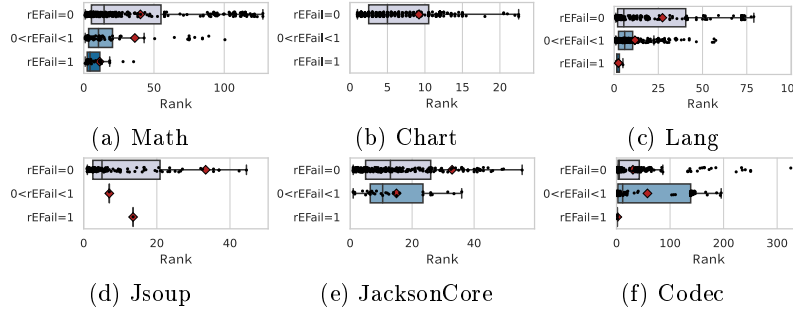 rEFail=0
0<rEFail<1
rEFail=1
0 50 100
Rank
(a) Math
rEFail=0
0<rEFail<1
rEFail=1
0 10 20
Rank
(b) Chart
rEFail=0
0<rEFail<1
rEFail=1
0 25 50 75 100
Rank
(c) Lang
rEFail=0
0<rEFail<1
rEFail=1
0 20 40
Rank
(d) Jsoup
rEFail=0
0<rEFail<1
rEFail=1
0 20 40
Rank
(e) JacksonCore
rEFail=0
0<rEFail<1
rEFail=1
0 100 200 300
Rank
(f) Codec